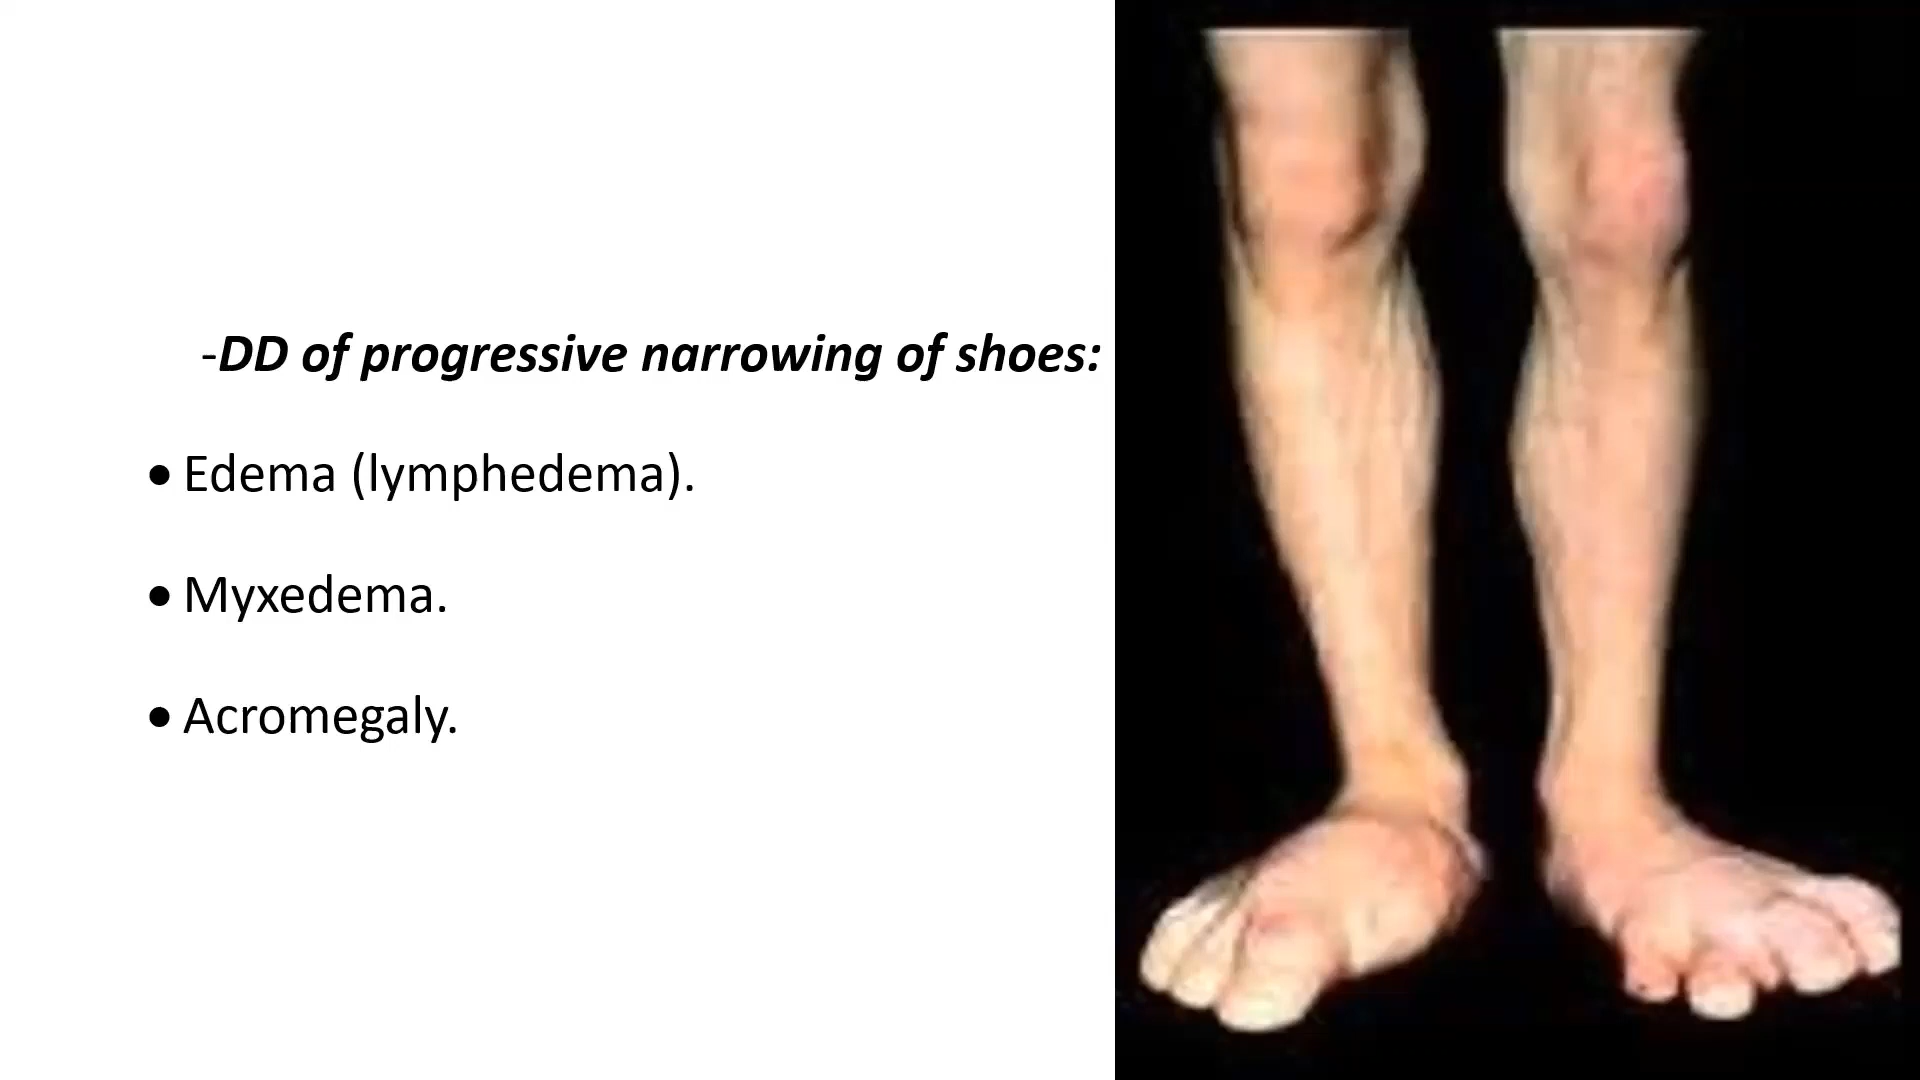 -DD of progressive narrowing of shoes:
• Edema (lymphedema).
• Myxedema.
• Acromegaly.